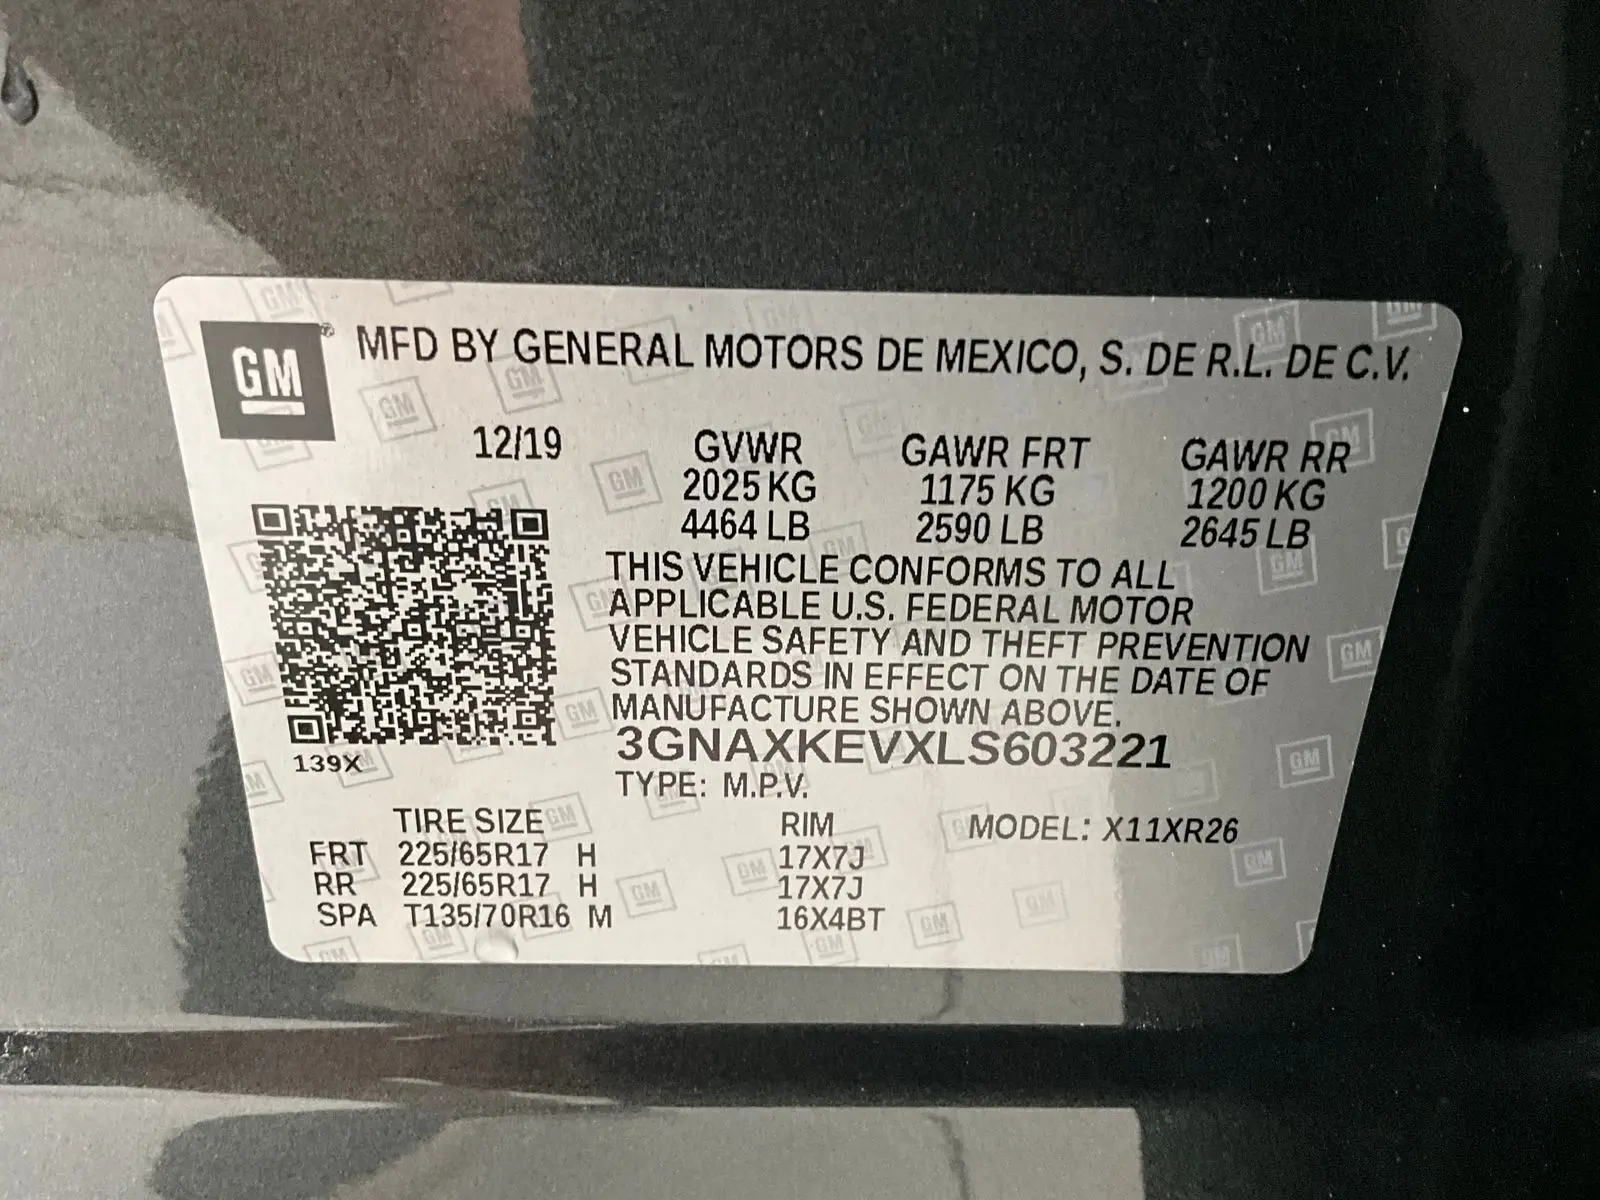 GM ® MFD BY GENERAL MOTORS DE MEXICO, S. DE R.L. DE C.V.
12/19 GVWR GAWR FRT GAWR RR
2025 KG 1175 KG 1200 KG
4464 LB 2590 LB 2645 LB
THIS VEHICLE CONFORMS TO ALL
APPLICABLE U.S. FEDERAL MOTOR
VEHICLE SAFETY AND THEFT PREVENTION
STANDARDS IN EFFECT ON THE DATE OF
MANUFACTURE SHOWN ABOVE.
3GNAXKEVXLS603221
139X
TYPE: M.P.V.
TIRE SIZE RIM MODEL: X11XR26
FRT 225/65R17 H 17X7J
RR 225/65R17 H 17X7J
SPA T135/70R16 M 16X4BT